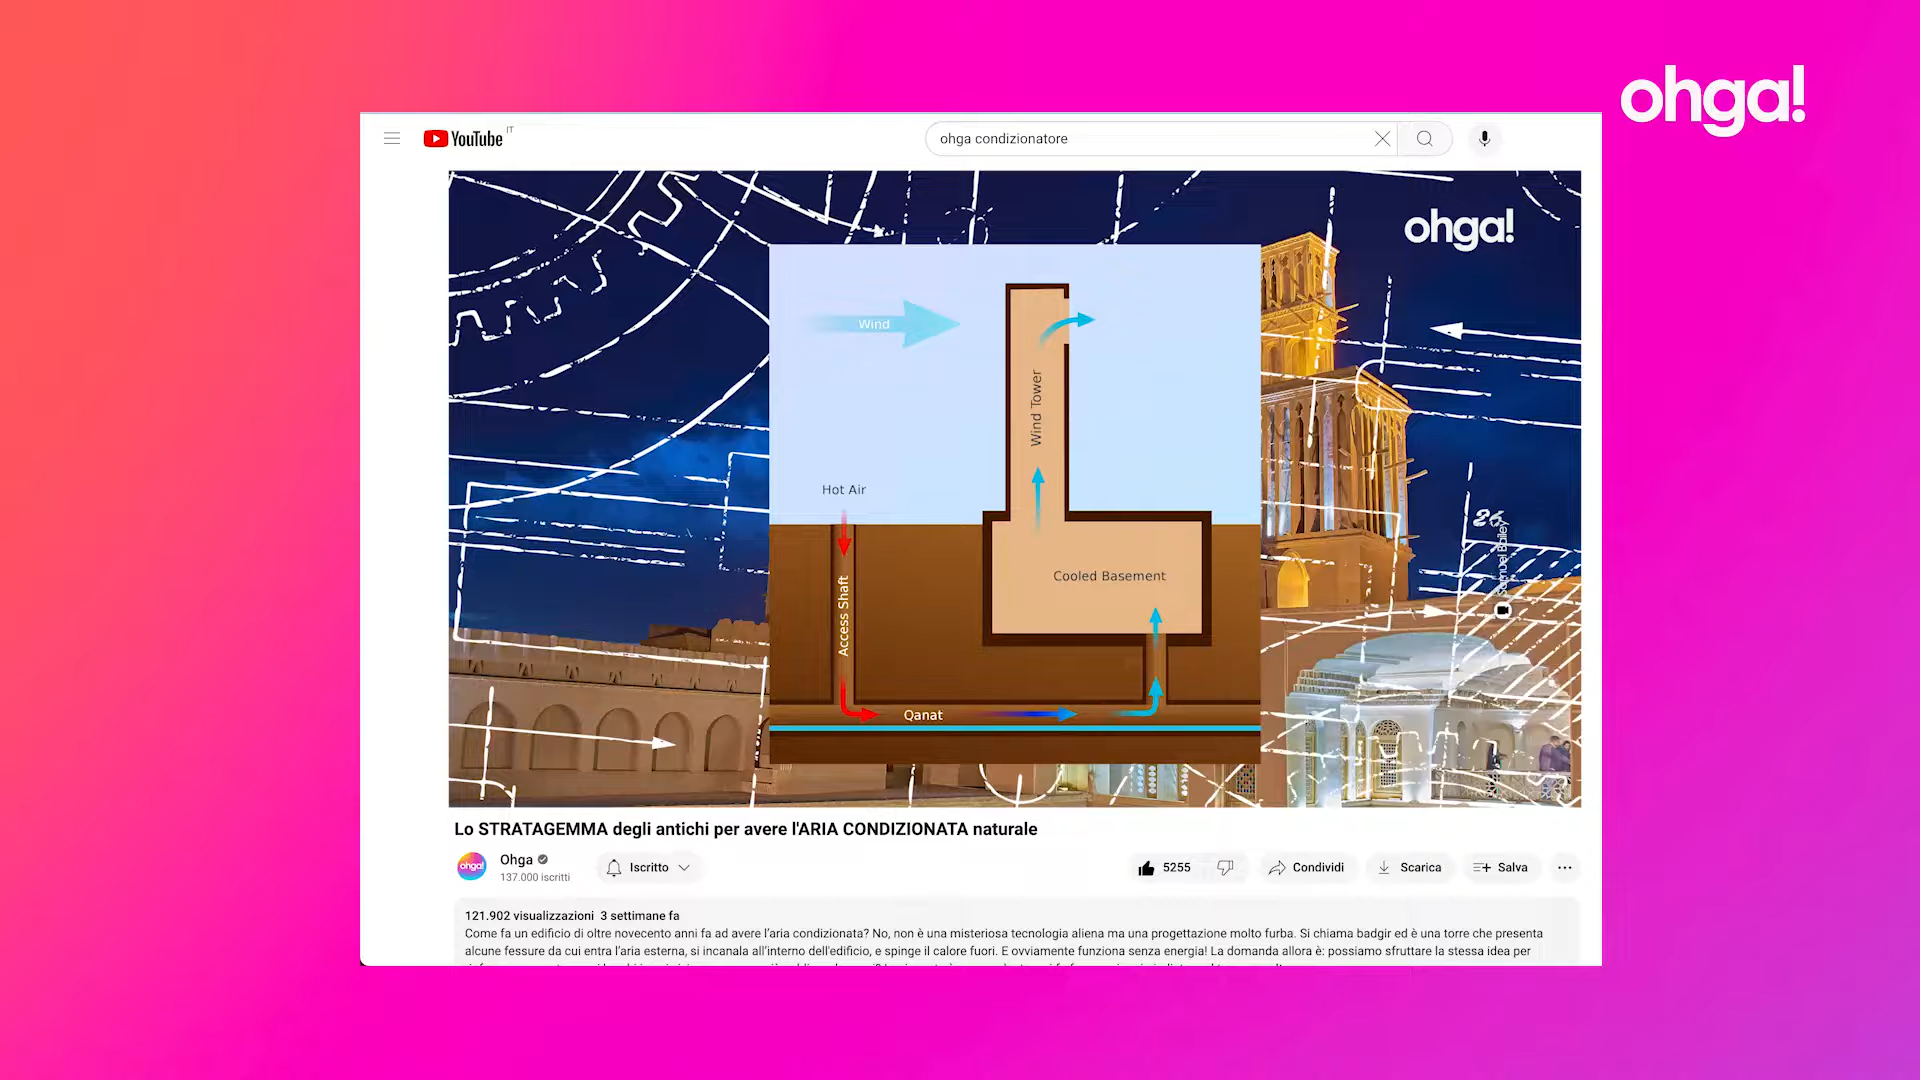 ohga!
YouTube IT
ohga condizionatore
ohga!
Wind
Wind Tower
Hot Air
Cooled Basement
Access Shaft
Qanat
26
Samuel Bailey
Lo STRATAGEMMA degli antichi per avere l'ARIA CONDIZIONATA naturale
ohga!
Ohga
137.000 iscritti
Iscritto
5255
Condividi
Scarica
Salva
121.902 visualizzazioni 3 settimane fa
Come fa un edificio di oltre novecento anni fa ad avere l'aria condizionata? No, non è una misteriosa tecnologia aliena ma una progettazione molto furba. Si chiama badgir ed è una torre che presenta
alcune fessure da cui entra l'aria esterna, si incanala all'interno dell'edificio, e spinge il calore fuori. E ovviamente funziona senza energia! La domanda allora è: possiamo sfruttare la stessa idea per